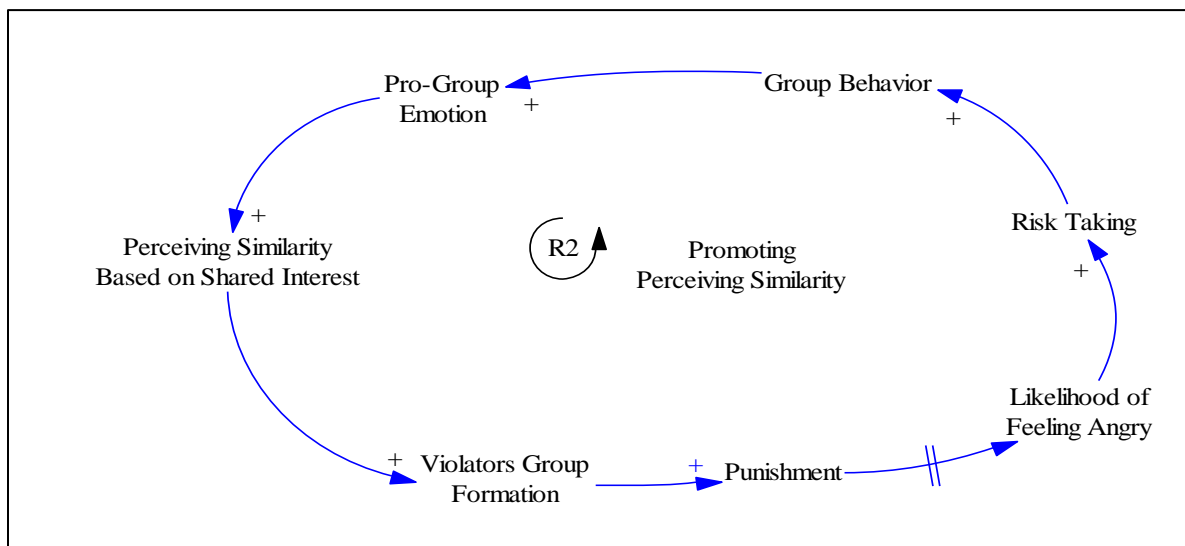 Pro-Group
Emotion
+
Group Behavior
+
+
Perceiving Similarity
Based on Shared Interest
R2
Promoting
Perceiving Similarity
Risk Taking
+
Likelihood of
Feeling Angry
+
Violators Group
Formation
+
Punishment